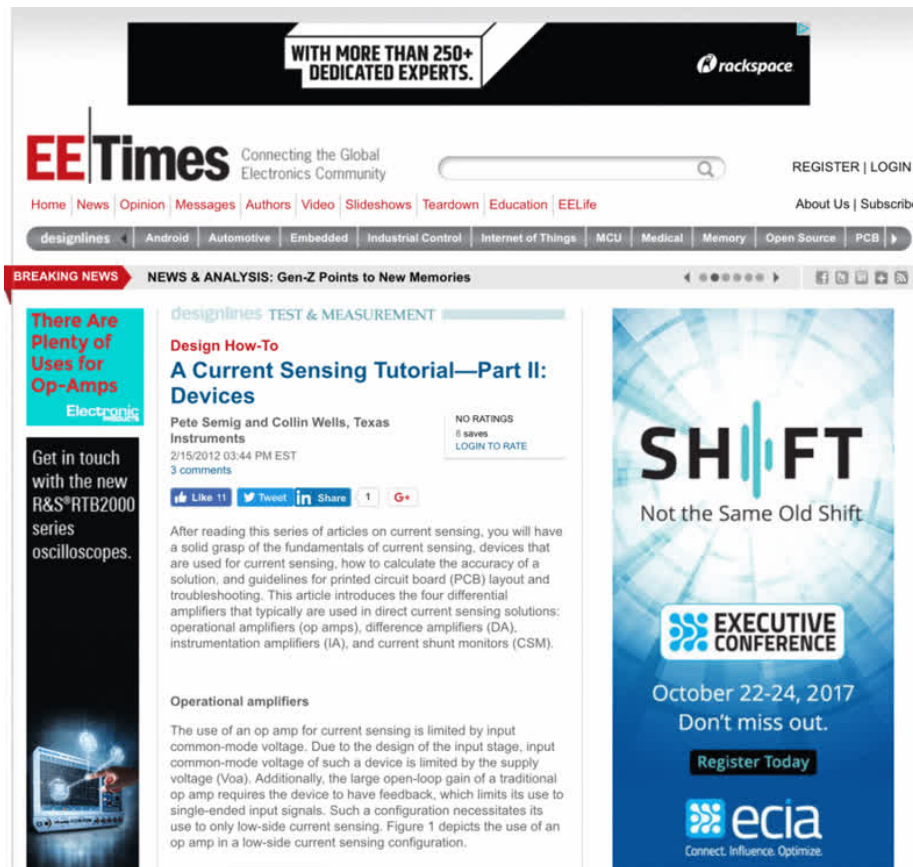 WITH MORE THAN 250+
DEDICATED EXPERTS.
rackspace
EE Times
Connecting the Global
Electronics Community
REGISTER | LOGIN
Home News Opinion Messages Authors Video Slideshows Teardown Education EELife
About Us | Subscribe
designlines Android Automotive Embedded Industrial Control Internet of Things MCU Medical Memory Open Source PCB
BREAKING NEWS
NEWS & ANALYSIS: Gen-Z Points to New Memories
There Are
Plenty of
Uses for
Op-Amps
Electronic
PRODUCTS
Get in touch
with the new
R&S®RTB2000
series
oscilloscopes.
designlines TEST & MEASUREMENT
Design How-To
A Current Sensing Tutorial—Part II:
Devices
Pete Semig and Collin Wells, Texas
Instruments
2/15/2012 03:44 PM EST
3 comments
NO RATINGS
6 saves
LOGIN TO RATE
Like 11 Tweet in Share 1 G+
After reading this series of articles on current sensing, you will have
a solid grasp of the fundamentals of current sensing, devices that
are used for current sensing, how to calculate the accuracy of a
solution, and guidelines for printed circuit board (PCB) layout and
troubleshooting. This article introduces the four differential
amplifiers that typically are used in direct current sensing solutions:
operational amplifiers (op amps), difference amplifiers (DA),
instrumentation amplifiers (IA), and current shunt monitors (CSM).
Operational amplifiers
The use of an op amp for current sensing is limited by input
common-mode voltage. Due to the design of the input stage, input
common-mode voltage of such a device is limited by the supply
voltage (Voa). Additionally, the large open-loop gain of a traditional
op amp requires the device to have feedback, which limits its use to
single-ended input signals. Such a configuration necessitates its
use to only low-side current sensing. Figure 1 depicts the use of an
op amp in a low-side current sensing configuration.
SHIFT
Not the Same Old Shift
EXECUTIVE
CONFERENCE
October 22-24, 2017
Don't miss out.
Register Today
ecia
Connect. Influence. Optimize.